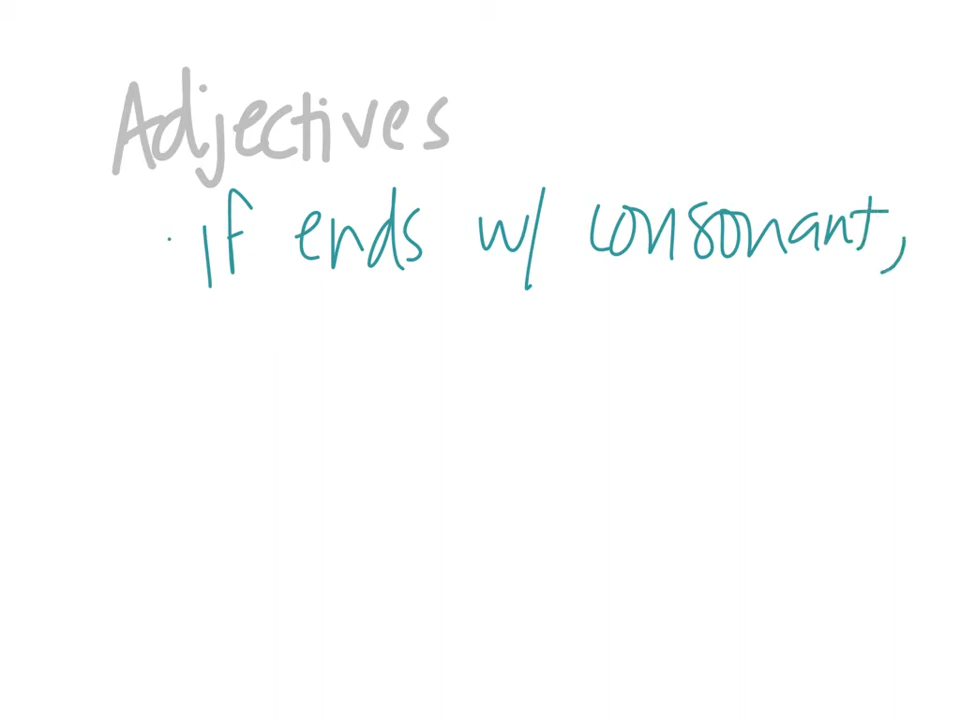 Adjectives
· if ends w/ consonant,